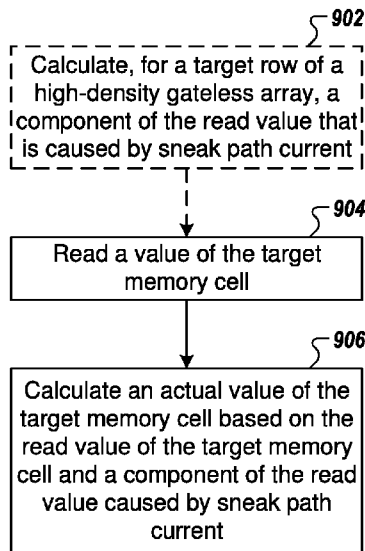 902
Calculate, for a target row of a
high-density gateless array, a
component of the read value that
is caused by sneak path current
904
Read a value of the target
memory cell
906
Calculate an actual value of the
target memory cell based on the
read value of the target memory
cell and a component of the read
value caused by sneak path
current